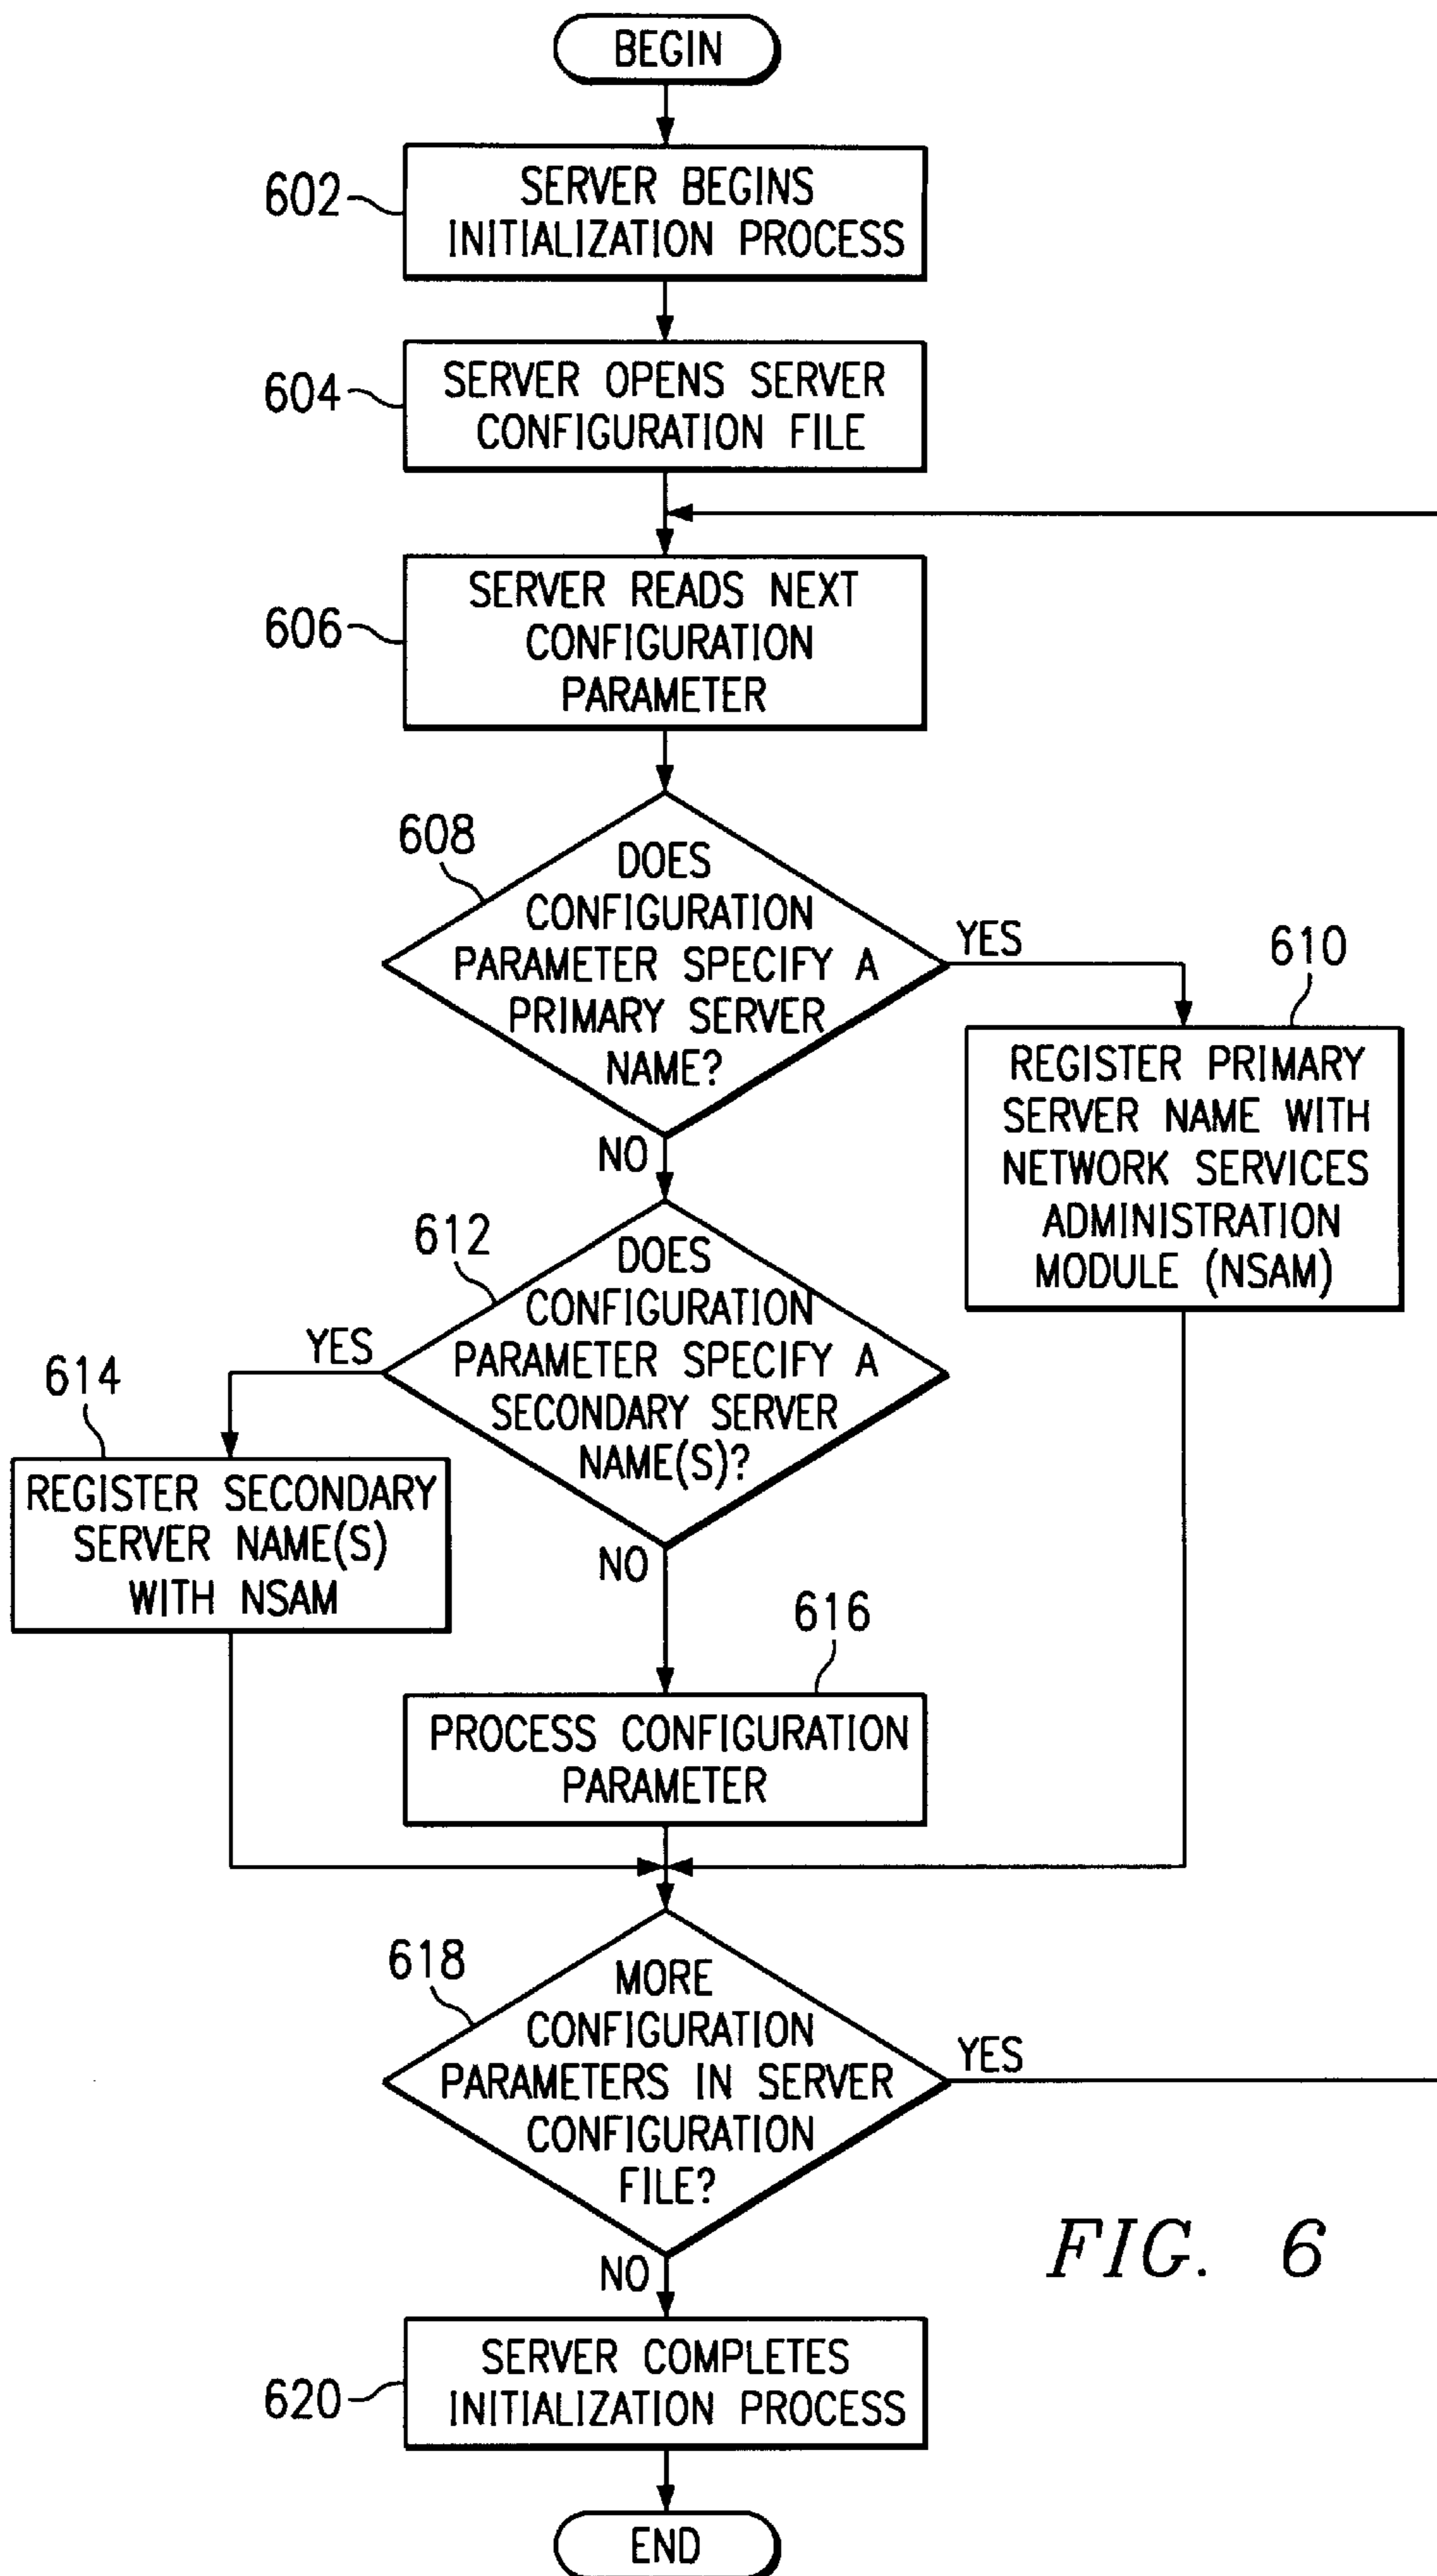 BEGIN
602
SERVER BEGINS
INITIALIZATION PROCESS
604
SERVER OPENS SERVER
CONFIGURATION FILE
606
SERVER READS NEXT
CONFIGURATION
PARAMETER
608
DOES
CONFIGURATION
PARAMETER SPECIFY A
PRIMARY SERVER
NAME?
YES
NO
610
REGISTER PRIMARY
SERVER NAME WITH
NETWORK SERVICES
ADMINISTRATION
MODULE (NSAM)
612
DOES
CONFIGURATION
PARAMETER SPECIFY A
SECONDARY SERVER
NAME(S)?
YES
NO
614
REGISTER SECONDARY
SERVER NAME(S)
WITH NSAM
616
PROCESS CONFIGURATION
PARAMETER
618
MORE
CONFIGURATION
PARAMETERS IN SERVER
CONFIGURATION
FILE?
YES
NO
FIG. 6
620
SERVER COMPLETES
INITIALIZATION PROCESS
END